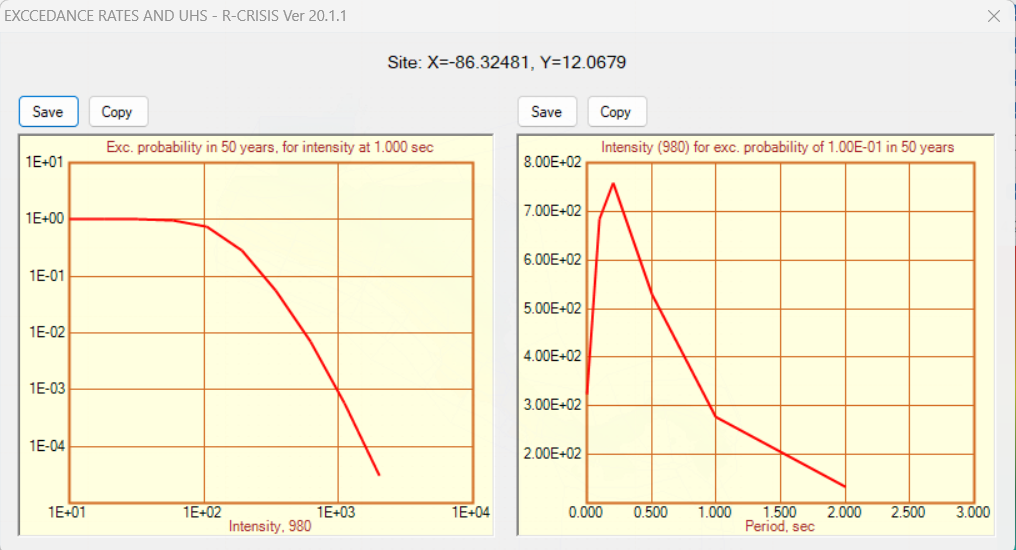 EXCCEDANCE RATES AND UHS - R-CRISIS Ver 20.1.1
Site: X=-86.32481, Y=12.0679
Save Copy
Exc. probability in 50 years, for intensity at 1.000 sec
1E+01
1E+00
1E-01
1E-02
1E-03
1E-04
1E+01 1E+02 1E+03 1E+04
Intensity, 980
Save Copy
Intensity (980) for exc. probability of 1.00E-01 in 50 years
8.00E+02
7.00E+02
6.00E+02
5.00E+02
4.00E+02
3.00E+02
2.00E+02
0.000 0.500 1.000 1.500 2.000 2.500 3.000
Period, sec